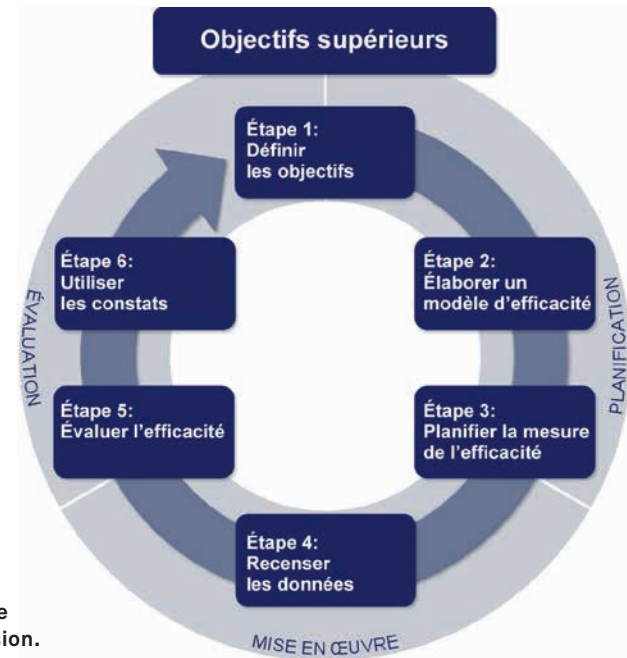 Objectifs supérieurs
Étape 1:
Définir
les objectifs
Étape 2:
Élaborer un
modèle d'efficacité
Étape 3:
Planifier la mesure
de l'efficacité
Étape 4:
Recenser
les données
Étape 5:
Évaluer l'efficacité
Étape 6:
Utiliser
les constats
PLANIFICATION
MISE EN ŒUVRE
ÉVALUATION